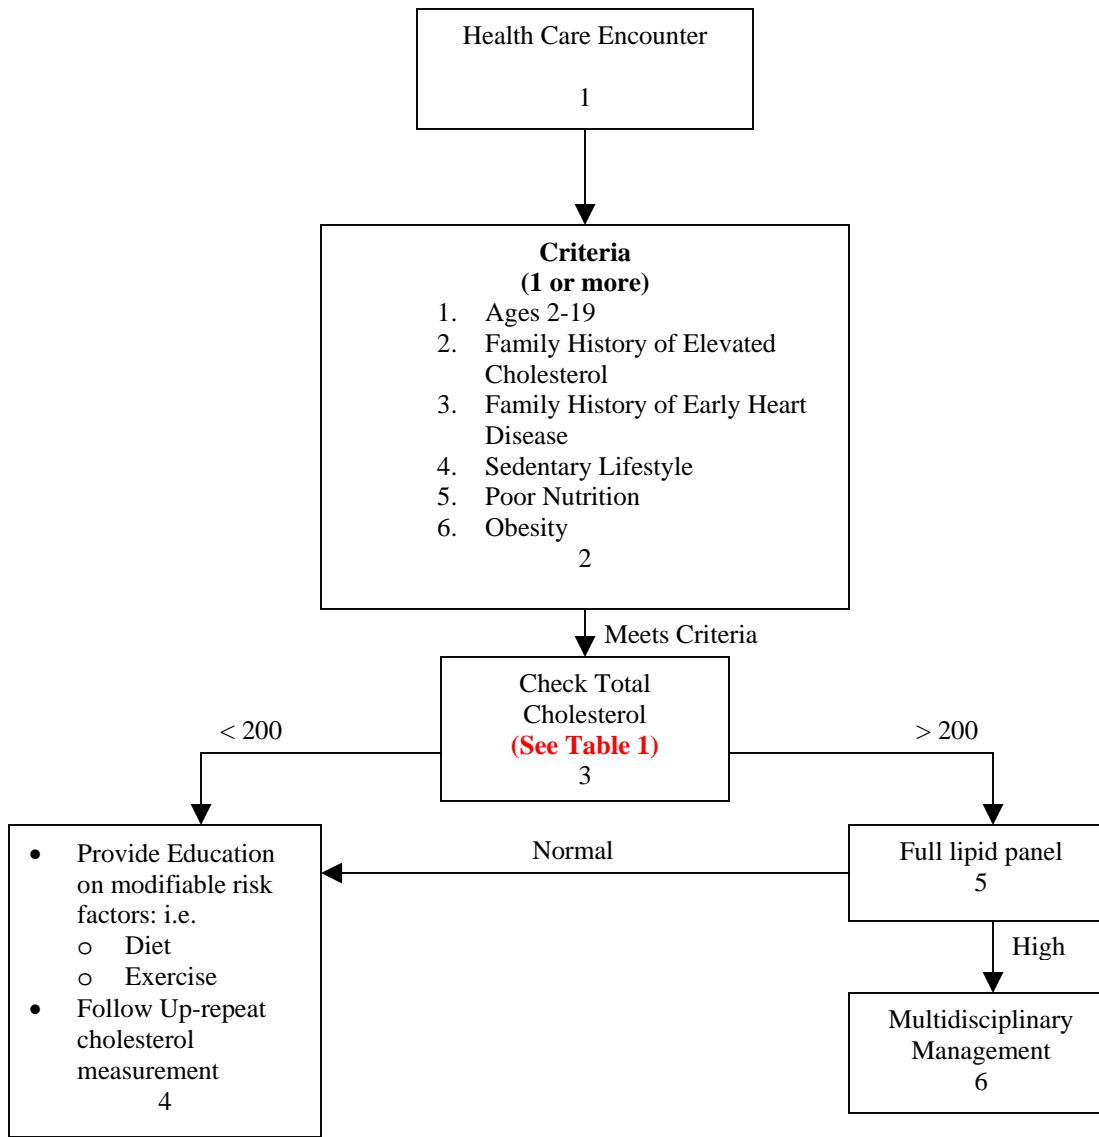 Health Care Encounter
1
Criteria
(1 or more)
1. Ages 2-19
2. Family History of Elevated
Cholesterol
3. Family History of Early Heart
Disease
4. Sedentary Lifestyle
5. Poor Nutrition
6. Obesity
2
Meets Criteria
Check Total
Cholesterol
(See Table 1)
3
< 200
> 200
• Provide Education
on modifiable risk
factors: i.e.
o Diet
o Exercise
• Follow Up-repeat
cholesterol
measurement
4
Normal
Full lipid panel
5
High
Multidisciplinary
Management
6